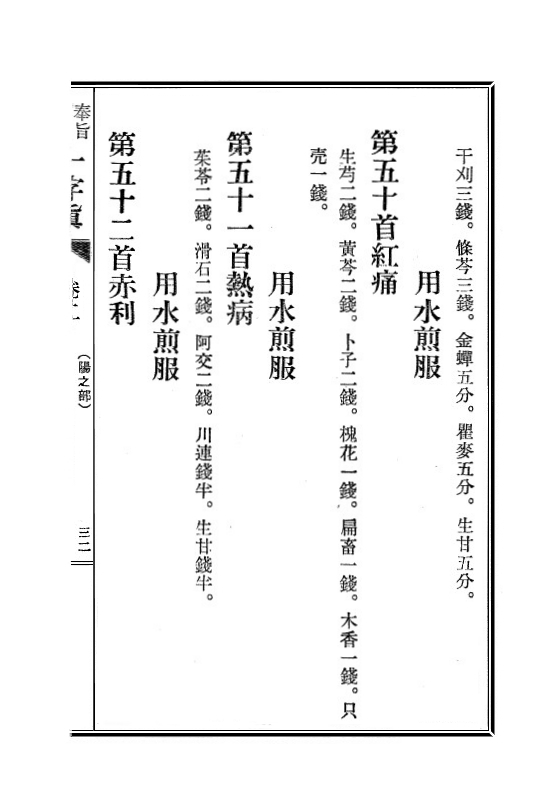 干刈三錢。條芩三錢。金蟬五分。瞿麥五分。生甘五分。
用水煎服
第五十首紅痛
生芍二錢。黃芩二錢。卜子二錢。槐花一錢。扁畜一錢。木香一錢。只
壳一錢。
用水煎服
第五十一首熱病
茱苓二錢。滑石二錢。阿交二錢。川連錢半。生甘錢半。
用水煎服
第五十二首赤利
奉旨
(陽之部)
三二